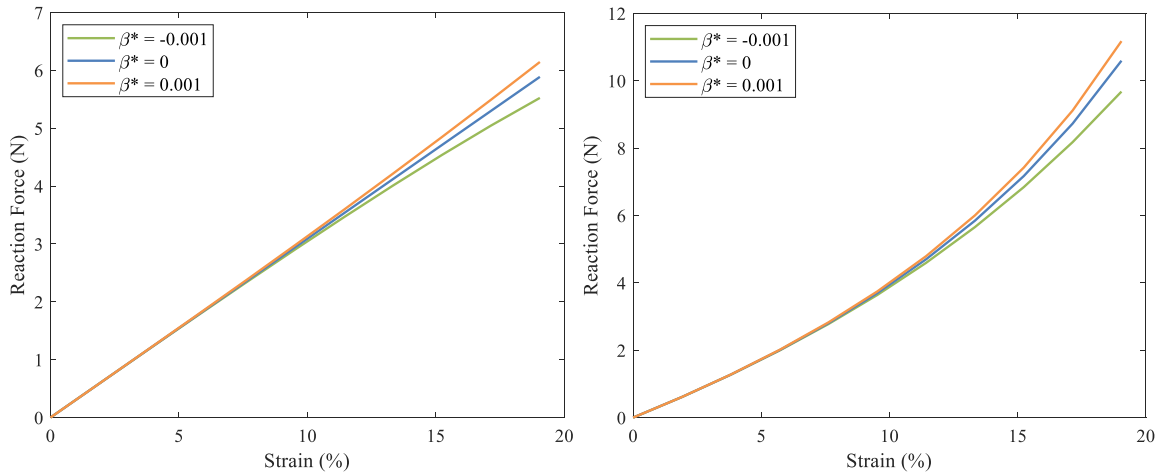 7
6
5
4
3
2
1
0
Reaction Force (N)
β* = -0.001
β* = 0
β* = 0.001
0 5 10 15 20
Strain (%)
12
10
8
6
4
2
0
Reaction Force (N)
β* = -0.001
β* = 0
β* = 0.001
0 5 10 15 20
Strain (%)